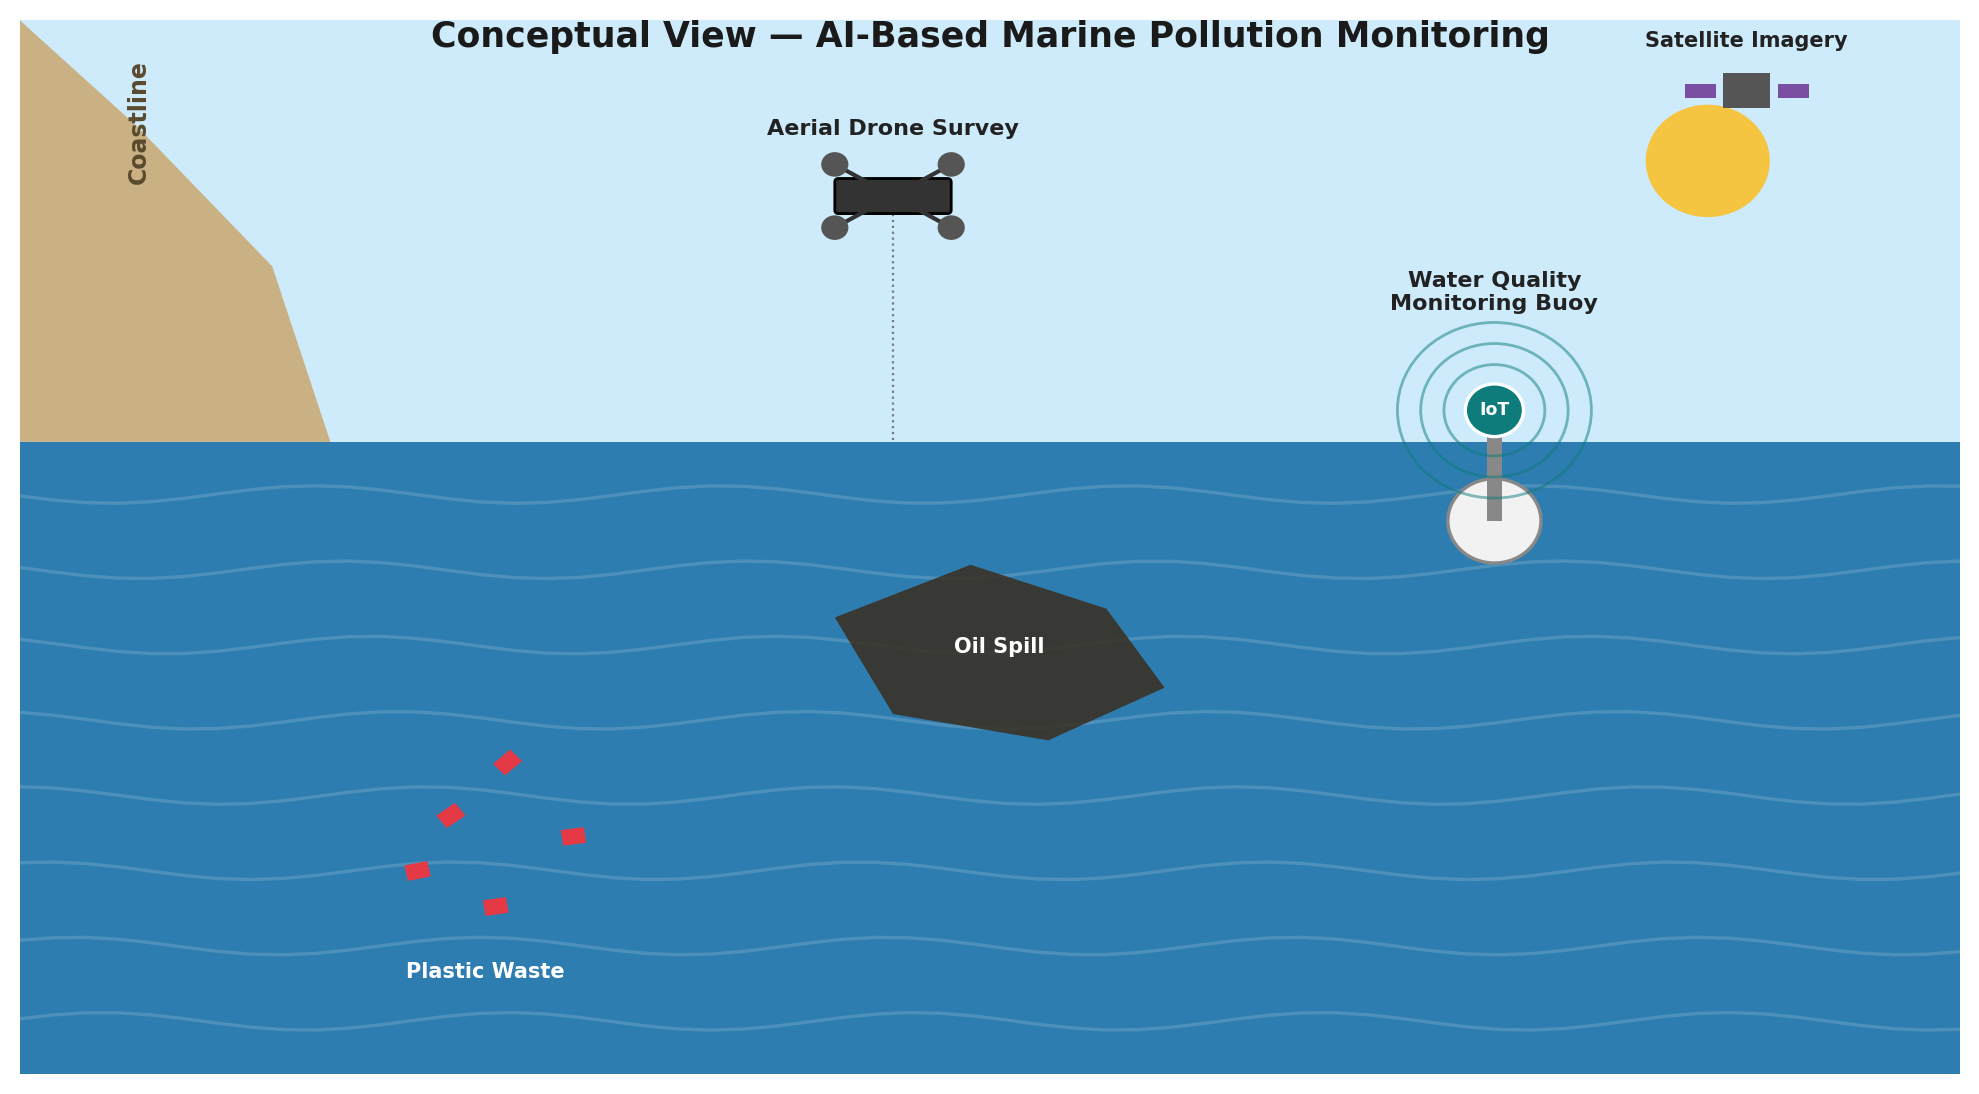 Conceptual View — AI-Based Marine Pollution Monitoring
Satellite Imagery
Coastline
Aerial Drone Survey
Water Quality
Monitoring Buoy
IoT
Oil Spill
Plastic Waste